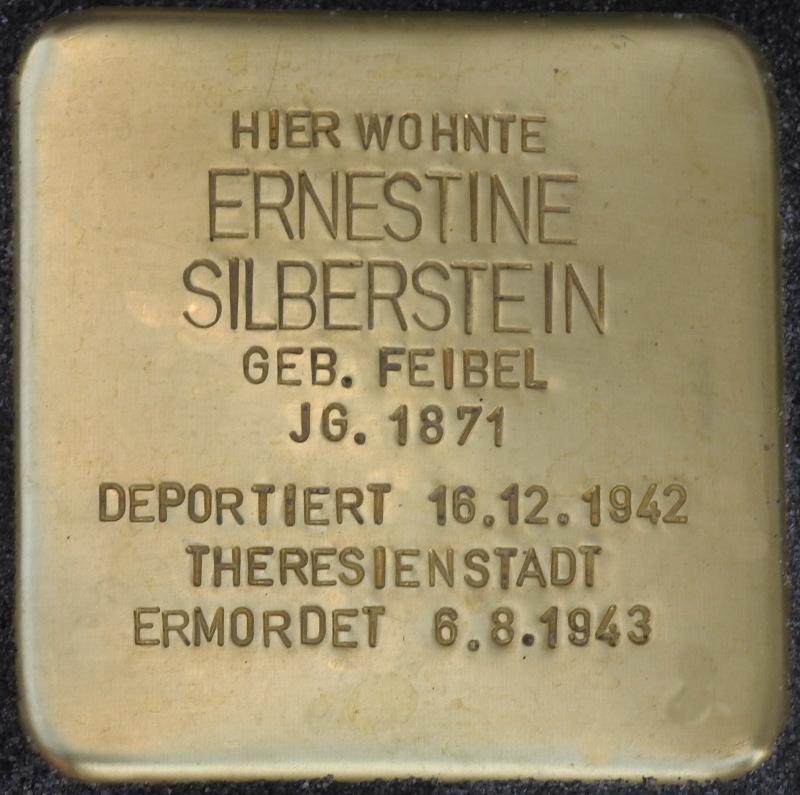 HIER WOHNTE
ERNESTINE
SILBERSTEIN
GEB. FEIBEL
JG. 1871
DEPORTIERT 16.12.1942
THERESIENSTADT
ERMORDET 6.8.1943